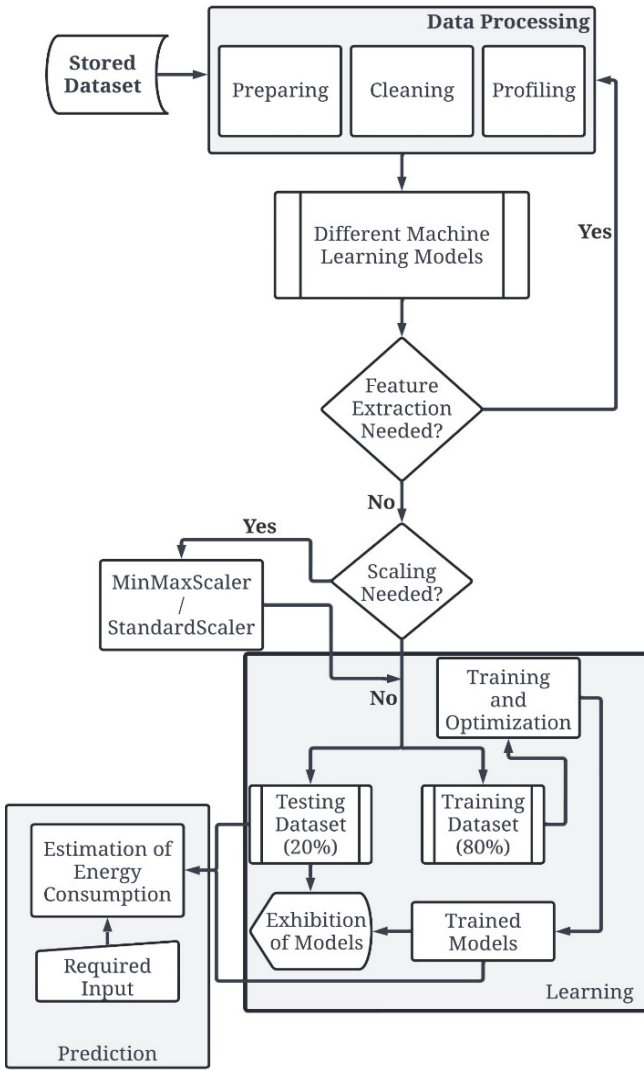 Data Processing
Stored
Dataset
Preparing
Cleaning
Profiling
Different Machine
Learning Models
Yes
Feature
Extraction
Needed?
No
Yes
Scaling
Needed?
MinMaxScaler
/
StandardScaler
No
Training
and
Optimization
Testing
Dataset
(20%)
Training
Dataset
(80%)
Estimation of
Energy
Consumption
Exhibition
of Models
Trained
Models
Required
Input
Learning
Prediction